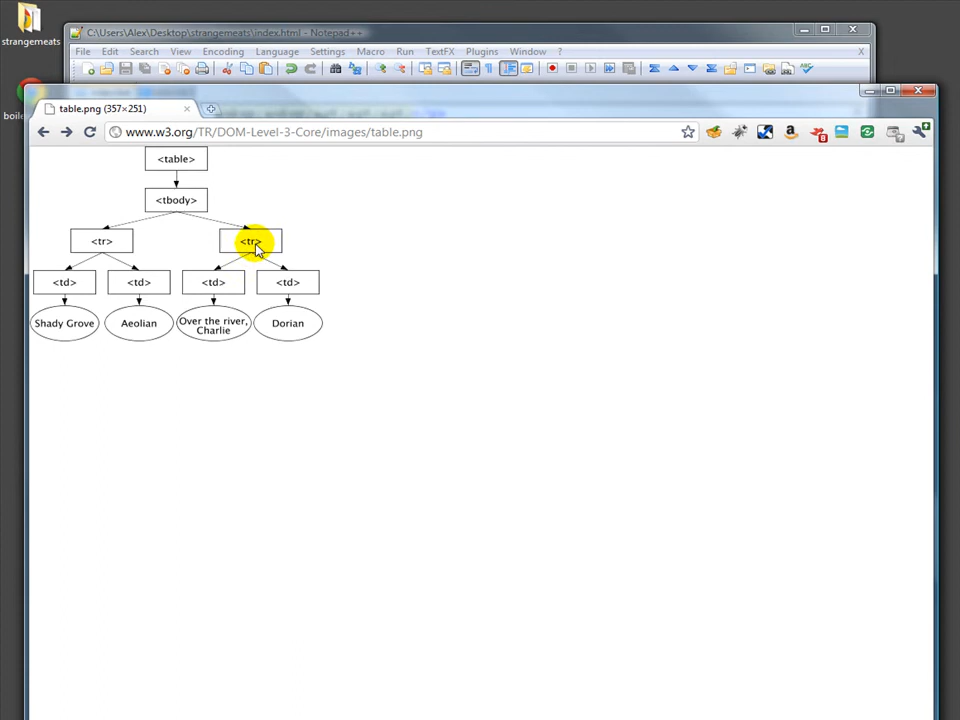 strangemeats
C:\Users\Alex\Desktop\strangemeats\index.html - Notepad++
File Edit Search View Encoding Language Settings Macro Run TextFX Plugins Window ? X
boile
table.png (357×251)
www.w3.org/TR/DOM-Level-3-Core/images/table.png
8
<table>
<tbody>
<tr> <tr>
<td> <td> <td> <td>
Shady Grove Aeolian Over the river, Charlie Dorian